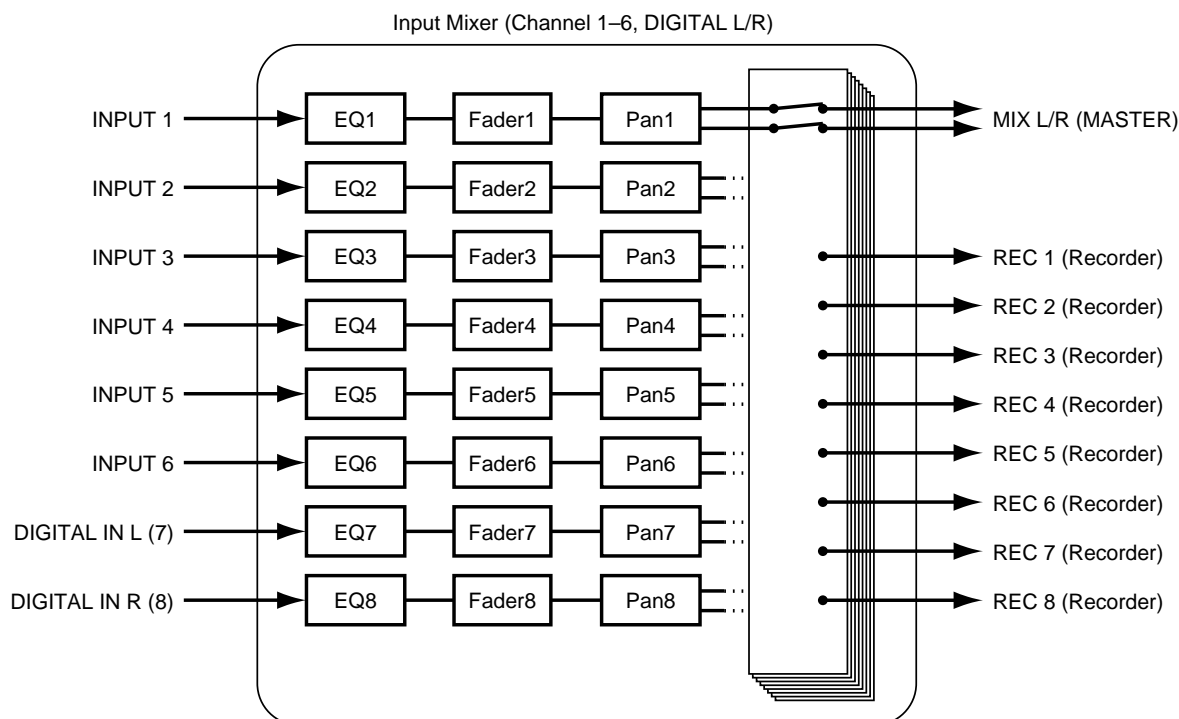 Input Mixer (Channel 1–6, DIGITAL L/R)
INPUT 1 EQ1 Fader1 Pan1 MIX L/R (MASTER)
INPUT 2 EQ2 Fader2 Pan2
INPUT 3 EQ3 Fader3 Pan3 REC 1 (Recorder)
REC 2 (Recorder)
INPUT 4 EQ4 Fader4 Pan4
REC 3 (Recorder)
INPUT 5 EQ5 Fader5 Pan5
REC 4 (Recorder)
INPUT 6 EQ6 Fader6 Pan6
REC 5 (Recorder)
REC 6 (Recorder)
DIGITAL IN L (7) EQ7 Fader7 Pan7
REC 7 (Recorder)
DIGITAL IN R (8) EQ8 Fader8 Pan8 REC 8 (Recorder)